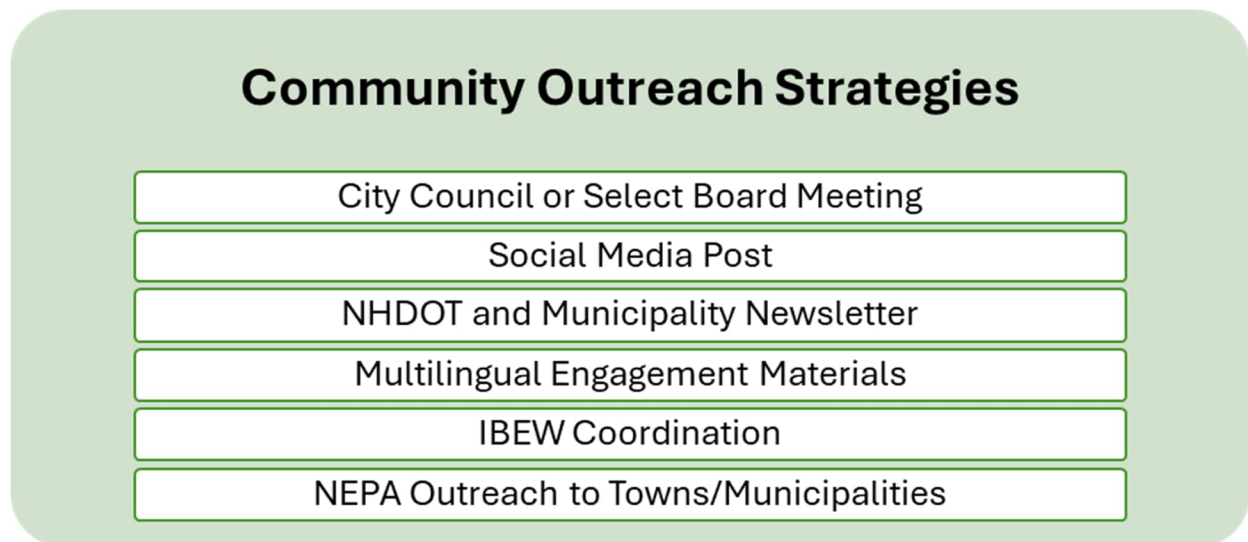 Community Outreach Strategies
City Council or Select Board Meeting
Social Media Post
NHDOT and Municipality Newsletter
Multilingual Engagement Materials
IBEW Coordination
NEPA Outreach to Towns/Municipalities